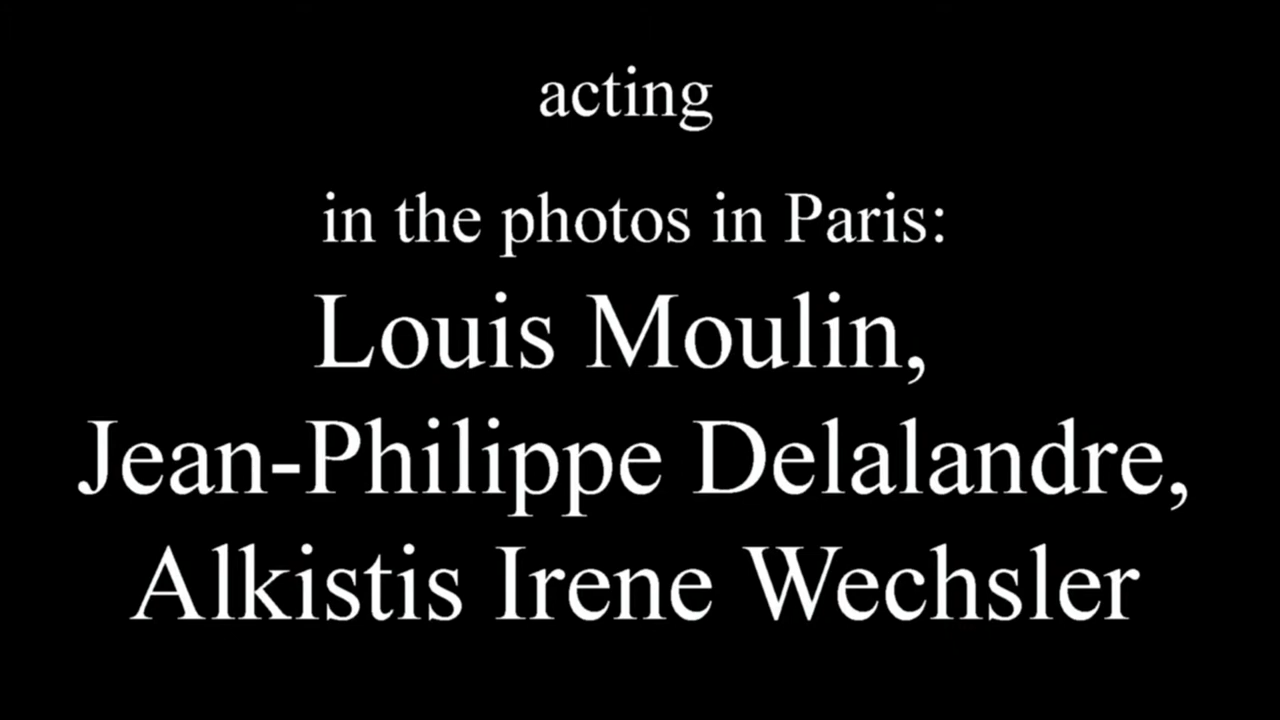 acting
in the photos in Paris:
Louis Moulin,
Jean-Philippe Delalandre,
Alkistis Irene Wechsler